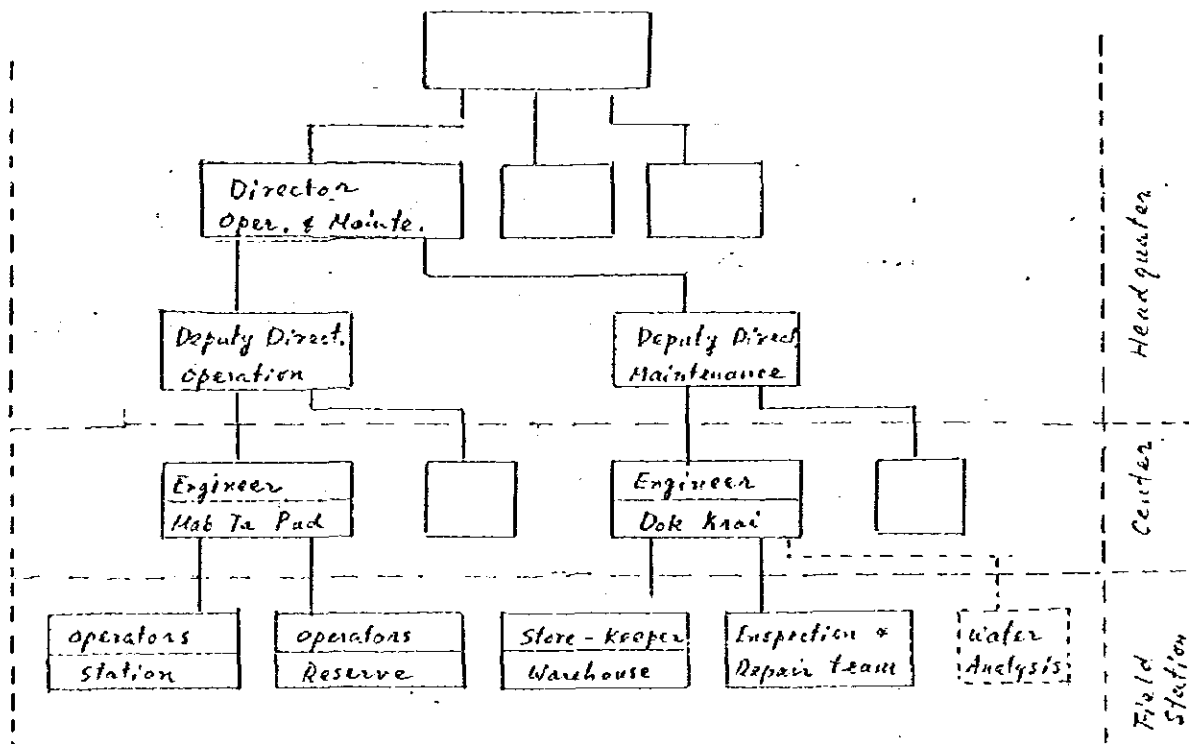 Director
Oper. & Mainte.
Deputy Direct.
Operation
Deputy Direct
Maintenance
Headquater
Engineer
Mab Ta Pud
Engineer
Dok Krai
Center
Operators
Station
Operators
Reserve
Store-keeper
Warehouse
Inspection &
Repair team
Water
Analysis
Field
Station